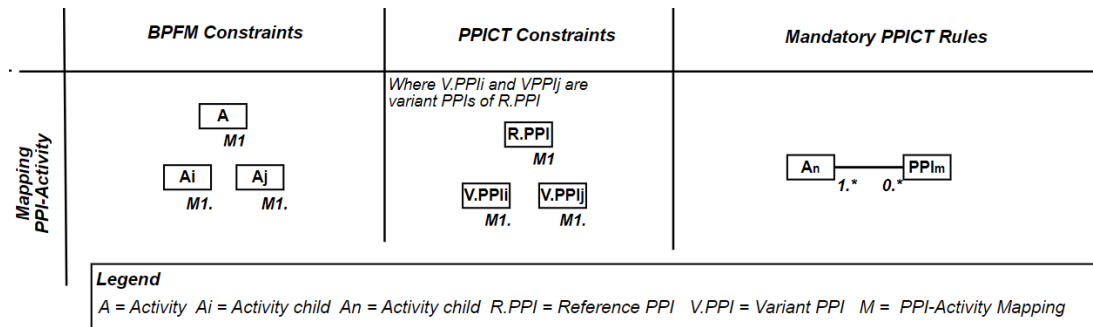 BPFM Constraints
PPICT Constraints
Mandatory PPICT Rules
Mapping
PPI-Activity
Where V.PPIi and VPPIj are
variant PPIs of R.PPI
A
M1
Ai
Aj
M1.
M1.
R.PPI
M1
V.PPIi
V.PPIj
M1.
M1.
An
PPIm
1.*
0.*
Legend
A = Activity Ai = Activity child An = Activity child R.PPI = Reference PPI V.PPI = Variant PPI M = PPI-Activity Mapping